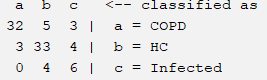 a b c <-- classified as
32 5 3 | a = COPD
3 33 4 | b = HC
0 4 6 | c = Infected